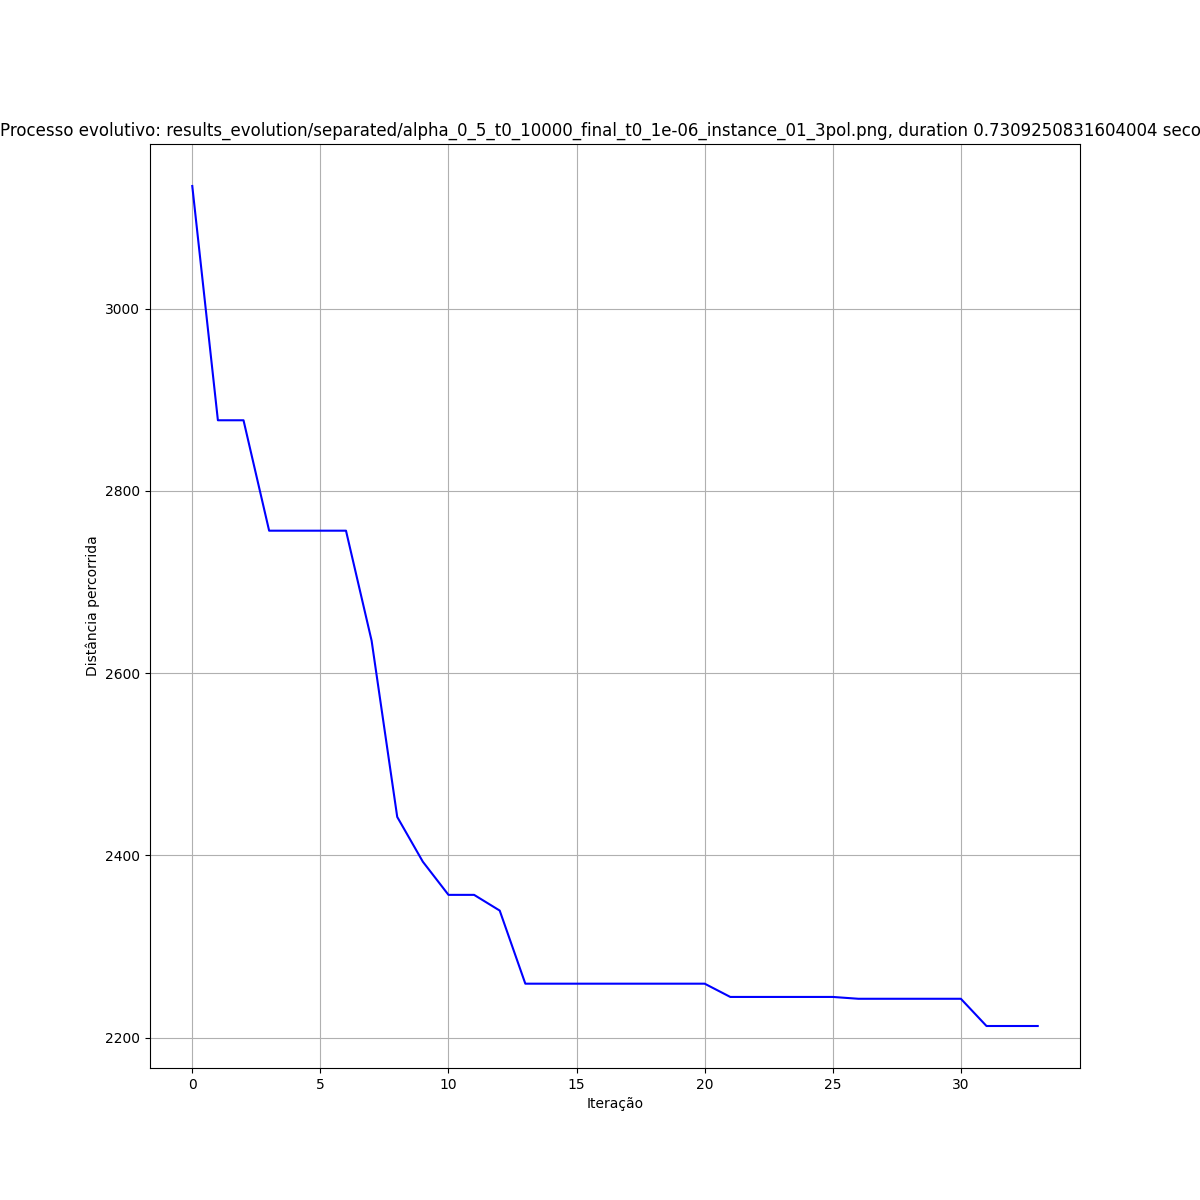 Processo evolutivo: results_evolution/separated/alpha_0_5_t0_10000_final_t0_1e-06_instance_01_3pol.png, duration 0.7309250831604004 seco
3000
2800
2600
2400
2200
Distância percorrida
0 5 10 15 20 25 30
Iteração